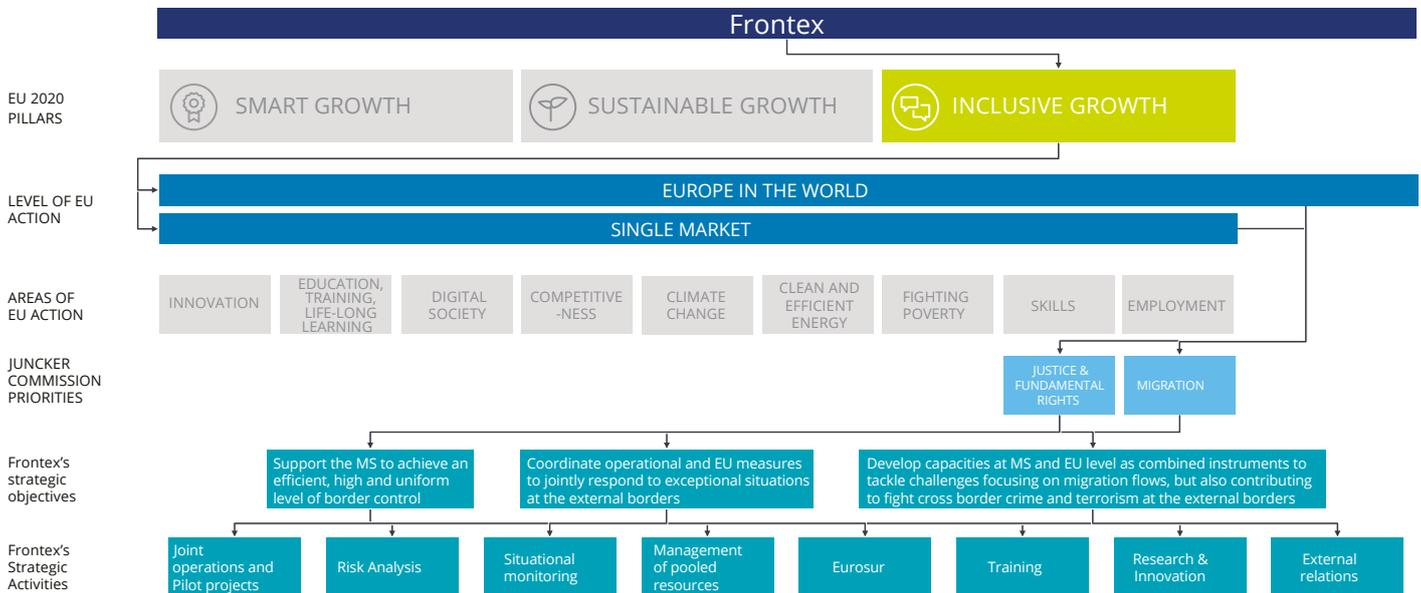 Frontex
EU 2020
PILLARS
SMART GROWTH
SUSTAINABLE GROWTH
INCLUSIVE GROWTH
LEVEL OF EU
ACTION
EUROPE IN THE WORLD
SINGLE MARKET
AREAS OF
EU ACTION
INNOVATION
EDUCATION,
TRAINING,
LIFE-LONG
LEARNING
DIGITAL
SOCIETY
COMPETITIVE
-NESS
CLIMATE
CHANGE
CLEAN AND
EFFICIENT
ENERGY
FIGHTING
POVERTY
SKILLS
EMPLOYMENT
JUNCKER
COMMISSION
PRIORITIES
JUSTICE &
FUNDAMENTAL
RIGHTS
MIGRATION
Frontex's
strategic
objectives
Support the MS to achieve an
efficient, high and uniform
level of border control
Coordinate operational and EU measures
to jointly respond to exceptional situations
at the external borders
Develop capacities at MS and EU level as combined instruments to
tackle challenges focusing on migration flows, but also contributing
to fight cross border crime and terrorism at the external borders
Frontex's
Strategic
Activities
Joint
operations and
Pilot projects
Risk Analysis
Situational
monitoring
Management
of pooled
resources
Eurosur
Training
Research &
Innovation
External
relations